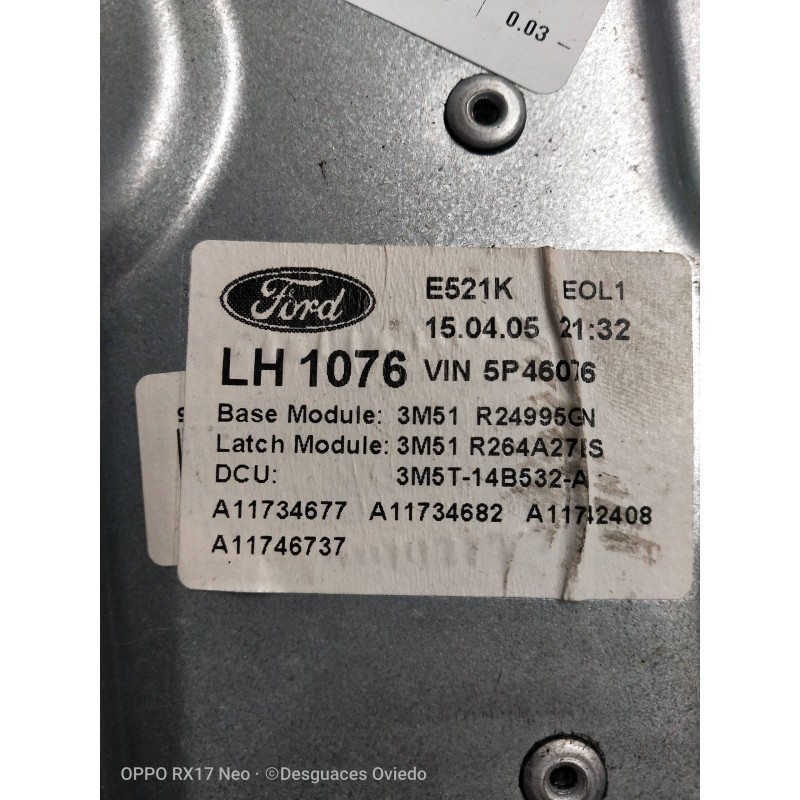 0.03 –
Ford
E521K EOL1
15.04.05 21:32
LH 1076 VIN 5P46076
Base Module: 3M51 R24995GN
Latch Module: 3M51 R264A27
DCU: 3M5T-14B532-A
A11734677 A11734682 A11742408
A11746737
OPPO RX17 Neo · ©Desguaces Oviedo